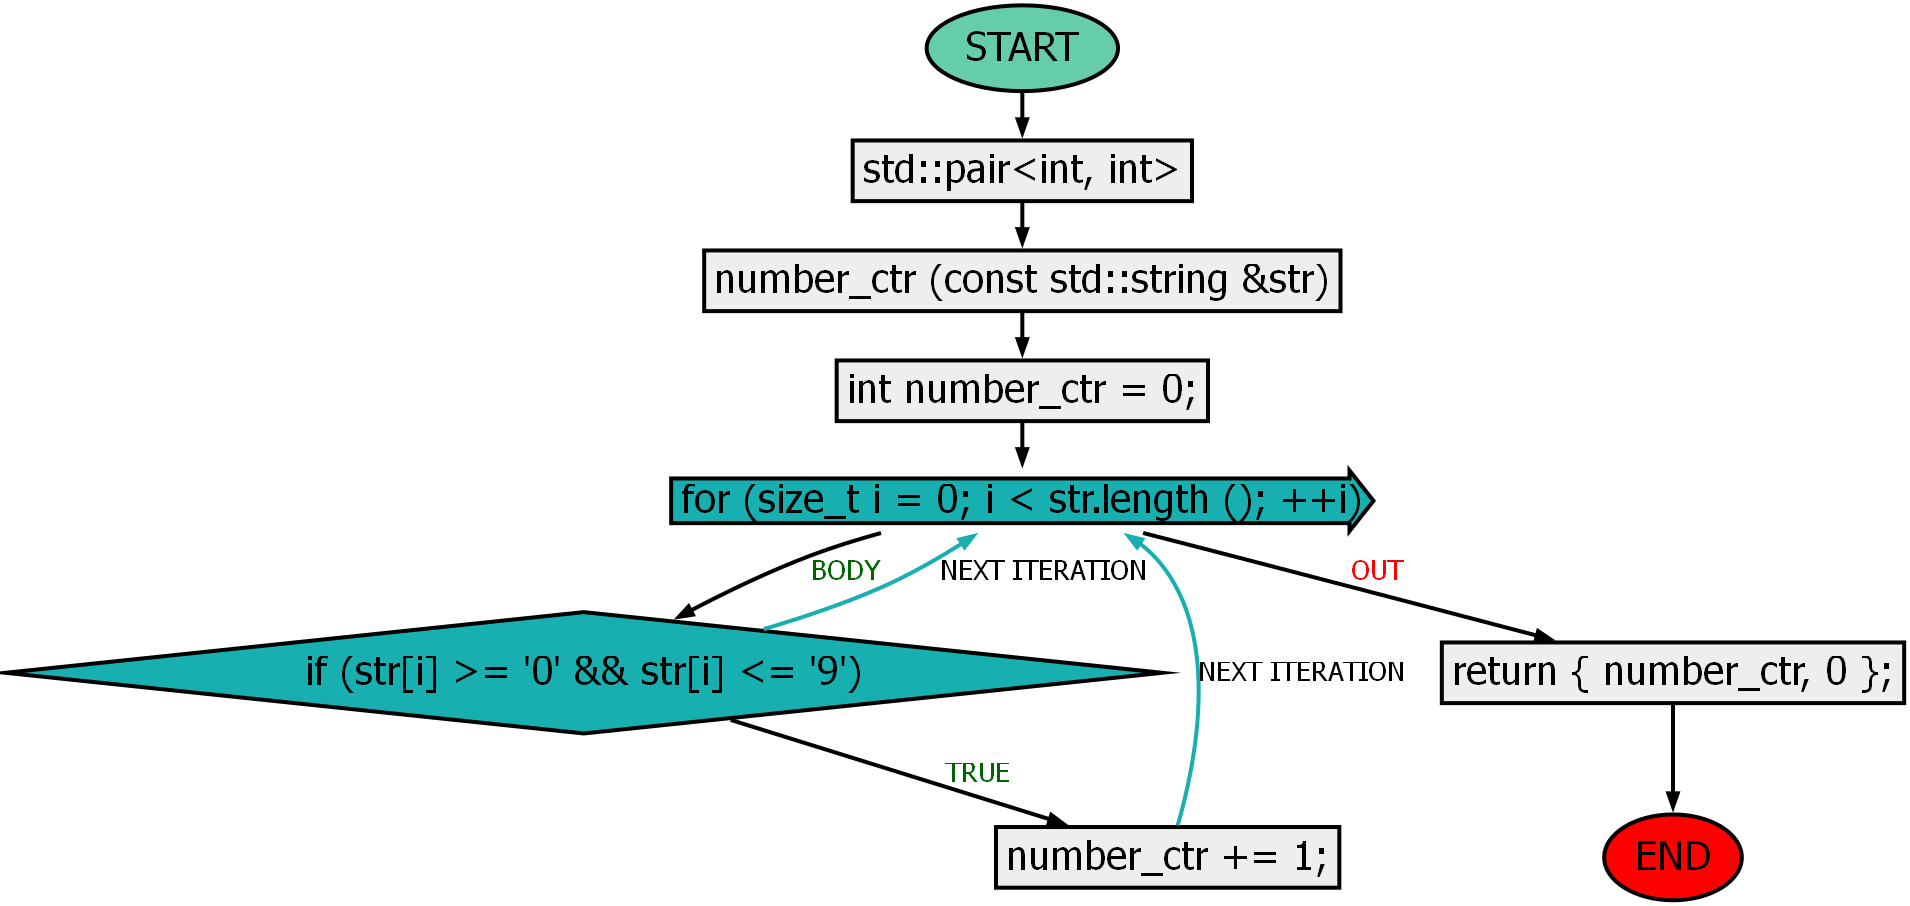 START
std::pair<int, int>
number_ctr (const std::string &str)
int number_ctr = 0;
for (size_t i = 0; i < str.length (); ++i)
BODY
NEXT ITERATION
OUT
if (str[i] >= '0' && str[i] <= '9')
NEXT ITERATION
return { number_ctr, 0 };
TRUE
number_ctr += 1;
END